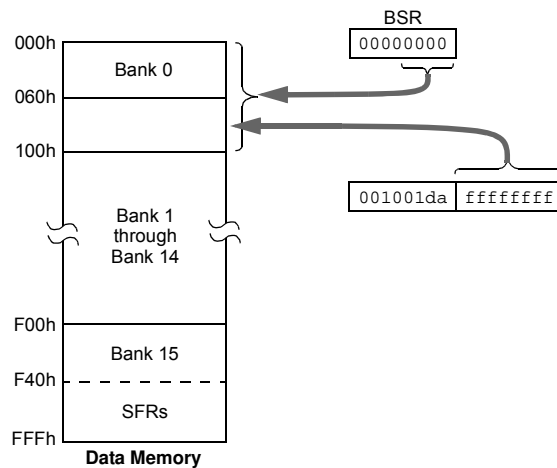 BSR
000h
00000000
Bank 0
060h
100h
001001da ffffffff
Bank 1
through
Bank 14
F00h
Bank 15
F40h
SFRs
FFFh
Data Memory